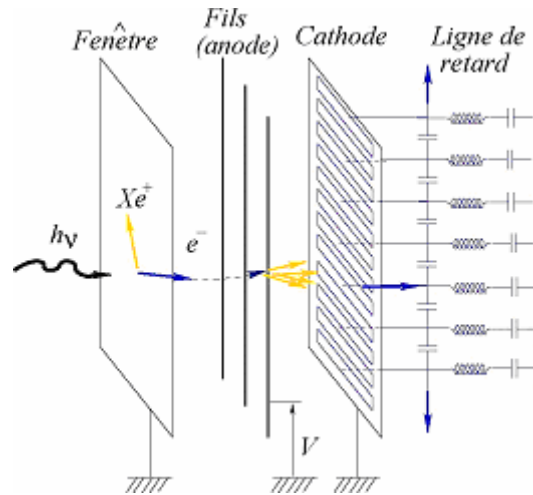 Fenêtre
Fils
(anode)
Cathode
Ligne de
retard
Xe+
hν
e−
V